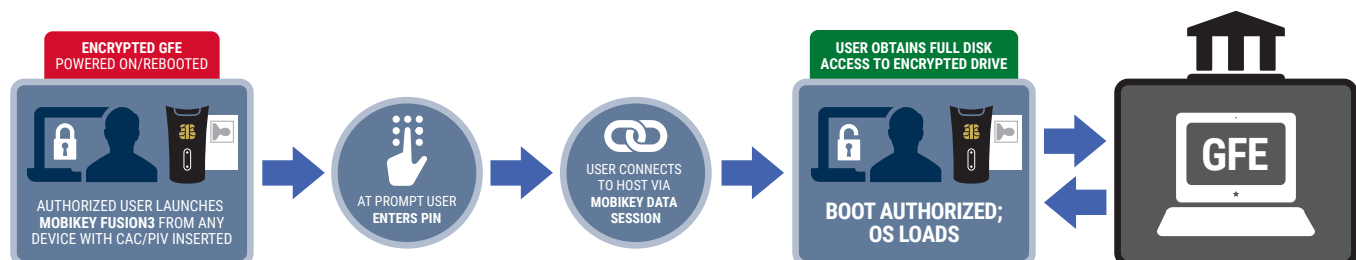 ENCRYPTED GFE
POWERED ON/REBOOTED
AUTHORIZED USER LAUNCHES
MOBIKEY FUSION3 FROM ANY
DEVICE WITH CAC/PIV INSERTED
AT PROMPT USER
ENTERS PIN
USER CONNECTS
TO HOST VIA
MOBIKEY DATA
SESSION
USER OBTAINS FULL DISK
ACCESS TO ENCRYPTED DRIVE
BOOT AUTHORIZED;
OS LOADS
GFE